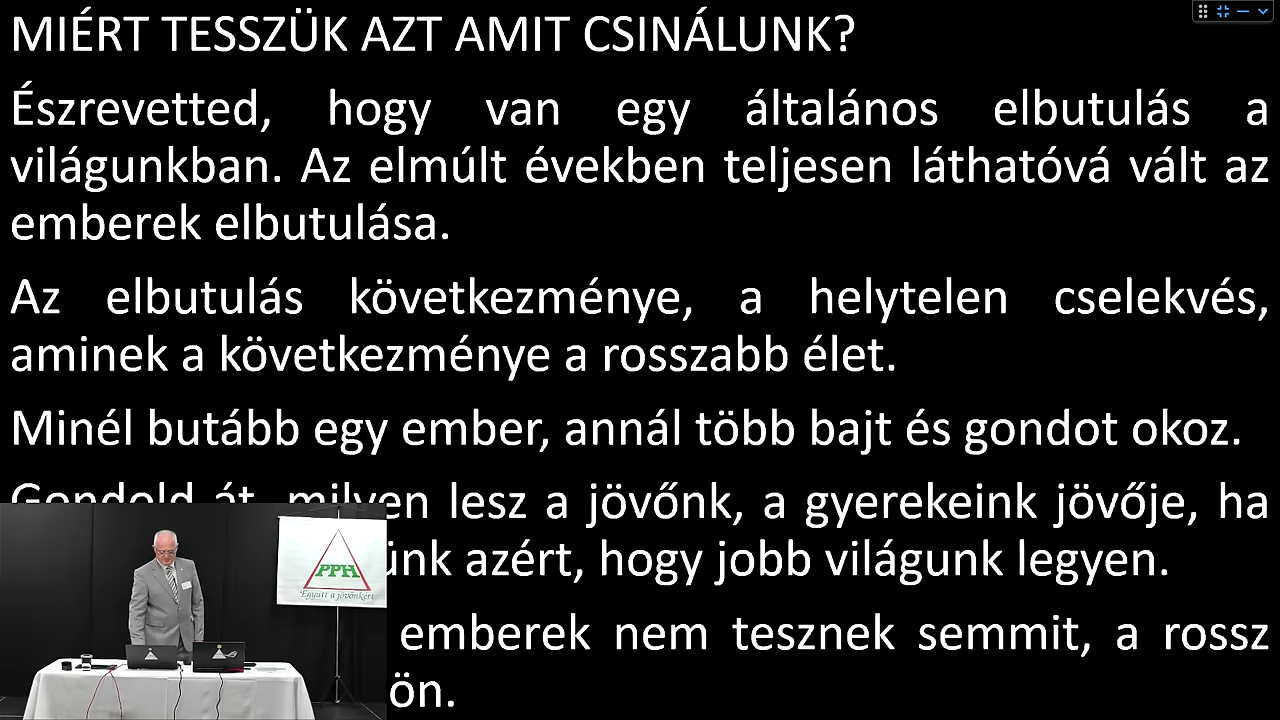 MIÉRT TESSZÜK AZT AMIT CSINÁLUNK?
Észrevetted, hogy van egy általános elbutulás a
világunkban. Az elmúlt években teljesen láthatóvá vált az
emberek elbutulása.
Az elbutulás következménye, a helytelen cselekvés,
aminek a következménye a rosszabb élet.
Minél butább egy ember, annál több bajt és gondot okoz.
Gondold át, milyen lesz a jövőnk, a gyerekeink jövője, ha
ünk azért, hogy jobb világunk legyen.
emberek nem tesznek semmit, a rossz
ön.
PPH
Együtt a jövőnkért